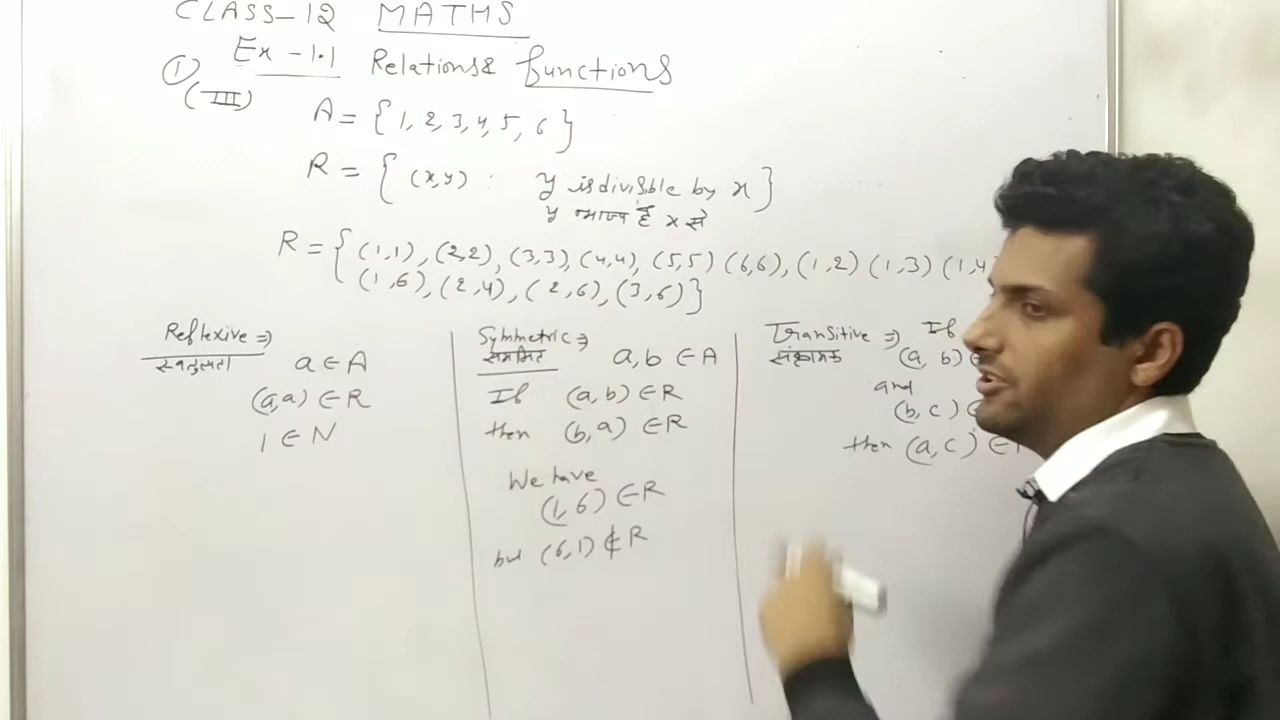 CLASS-12 MATHS
Ex-1.1 Relations & functions
① (III)
A = {1, 2, 3, 4, 5, 6}
R = {(x,y) : y is divisible by x}
y भाज्य है x से
R = {(1,1), (2,2), (3,3), (4,4), (5,5) (6,6), (1,2) (1,3) (1,4
(1,6), (2,4), (2,6), (3,6)}
Reflexive ⇒
a ∈ A
(a,a) ∈ R
1 ∈ N
Symmetric ⇒
सममित
a, b ∈ A
If (a,b) ∈ R
then (b,a) ∈ R
We have
(1,6) ∈ R
but (6,1) ∉ R
Transitive ⇒ If
संक्रामक (a, b) ∈
and
(b, c) ∈
then (a, c) ∈